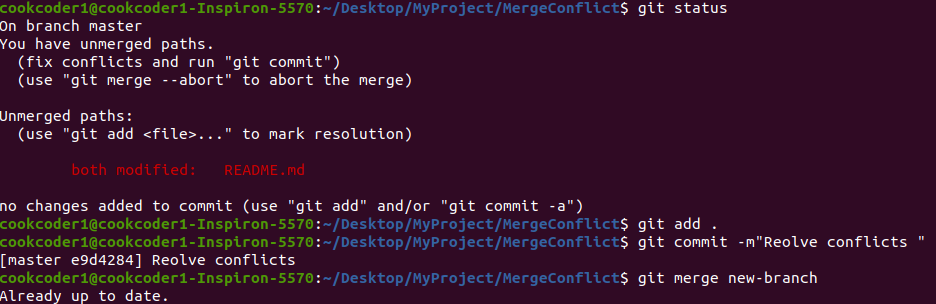 cookcoder1@cookcoder1-Inspiron-5570:~/Desktop/MyProject/MergeConflict$ git status
On branch master
You have unmerged paths.
  (fix conflicts and run "git commit")
  (use "git merge --abort" to abort the merge)

Unmerged paths:
  (use "git add <file>..." to mark resolution)

        both modified:   README.md

no changes added to commit (use "git add" and/or "git commit -a")
cookcoder1@cookcoder1-Inspiron-5570:~/Desktop/MyProject/MergeConflict$ git add .
cookcoder1@cookcoder1-Inspiron-5570:~/Desktop/MyProject/MergeConflict$ git commit -m"Reolve conflicts "
[master e9d4284] Reolve conflicts
cookcoder1@cookcoder1-Inspiron-5570:~/Desktop/MyProject/MergeConflict$ git merge new-branch
Already up to date.